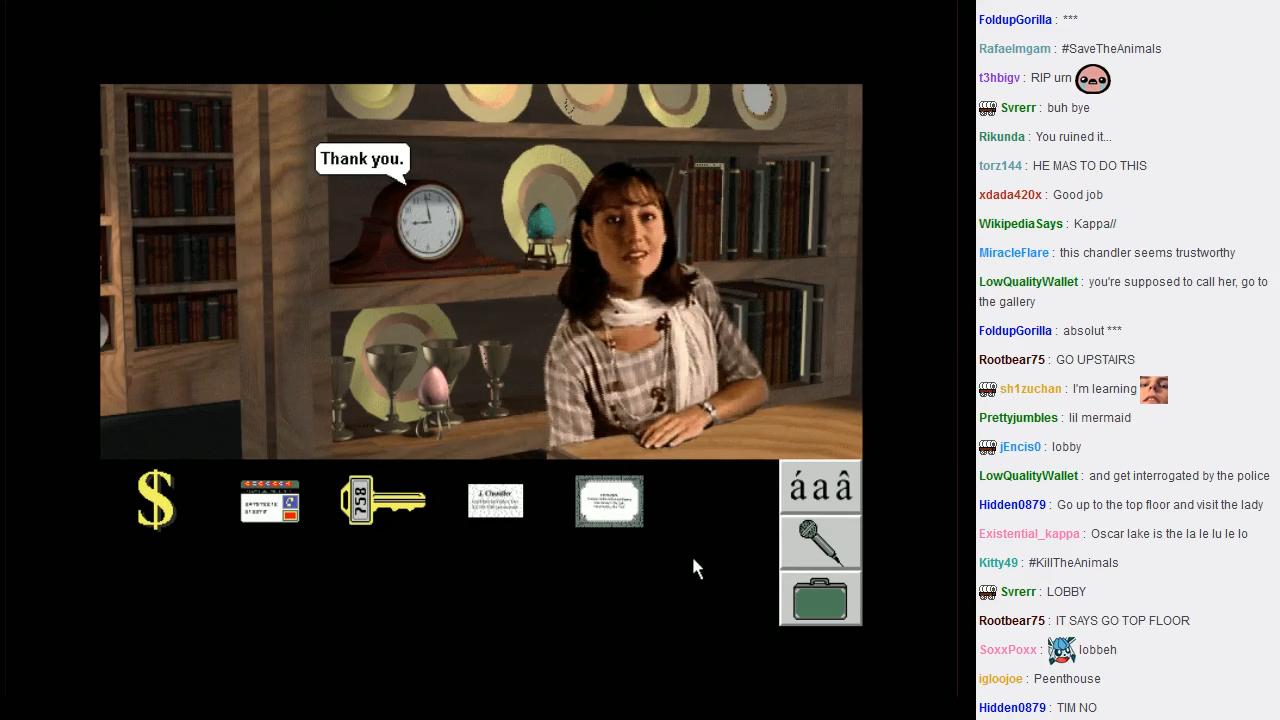 Thank you.
758
J. Chandler
á a â
FoldupGorilla : ***
Rafaelmgam : #SaveTheAnimals
t3hbigv : RIP urn
Svrerr : buh bye
Rikunda : You ruined it...
torz144 : HE MAS TO DO THIS
xdada420x : Good job
WikipediaSays : Kappa//
MiracleFlare : this chandler seems trustworthy
LowQualityWallet : you're supposed to call her, go to
the gallery
FoldupGorilla : absolut ***
Rootbear75 : GO UPSTAIRS
sh1zuchan : I'm learning
Prettyjumbles : lil mermaid
jEncis0 : lobby
LowQualityWallet : and get interrogated by the police
Hidden0879 : Go up to the top floor and visit the lady
Existential_kappa : Oscar lake is the la le lu le lo
Kitty49 : #KillTheAnimals
Svrerr : LOBBY
Rootbear75 : IT SAYS GO TOP FLOOR
SoxxPoxx : lobbeh
igloojoe : Peenthouse
Hidden0879 : TIM NO